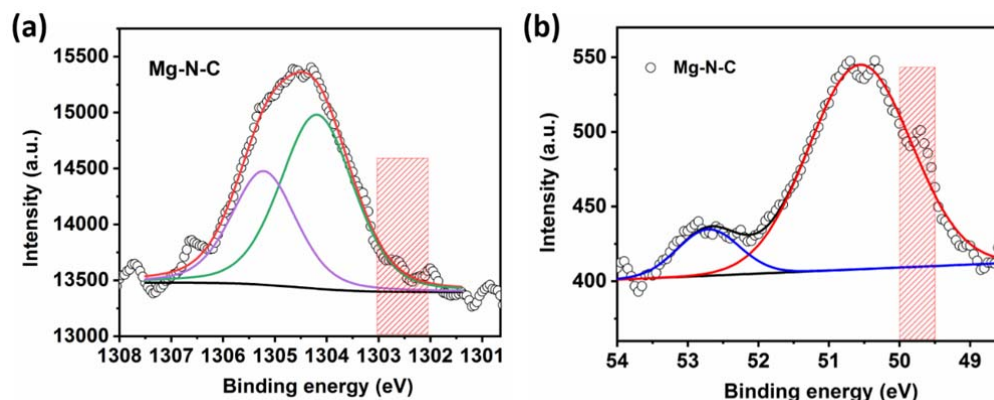 (a)
Mg-N-C
Intensity (a.u.)
15500
15000
14500
14000
13500
13000
1308 1307 1306 1305 1304 1303 1302 1301
Binding energy (eV)
(b)
Mg-N-C
Intensity (a.u.)
550
500
450
400
54 53 52 51 50 49
Binding energy (eV)